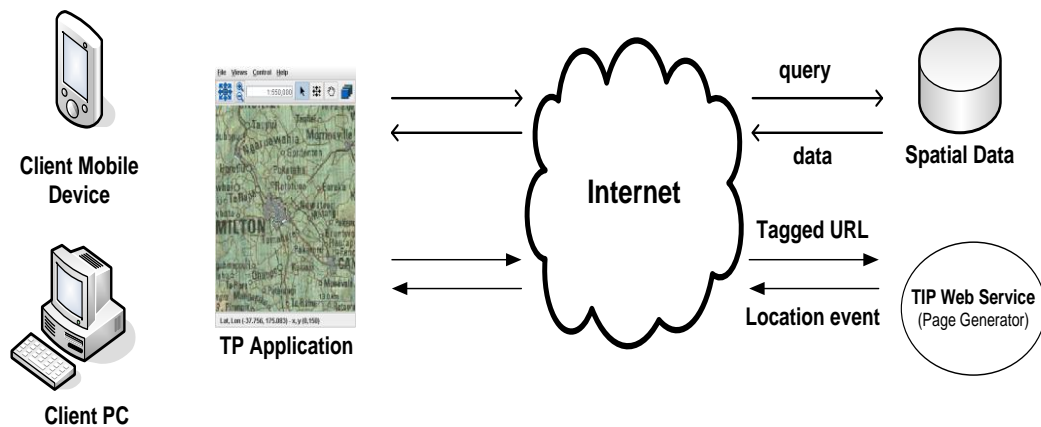 Client Mobile
Device
Client PC
File Views Control Help
1:550,000
MILTON
Lat, Lon (-37.756, 175.083) - x, y (0,150)
TP Application
Internet
query
data
Spatial Data
Tagged URL
Location event
TIP Web Service
(Page Generator)